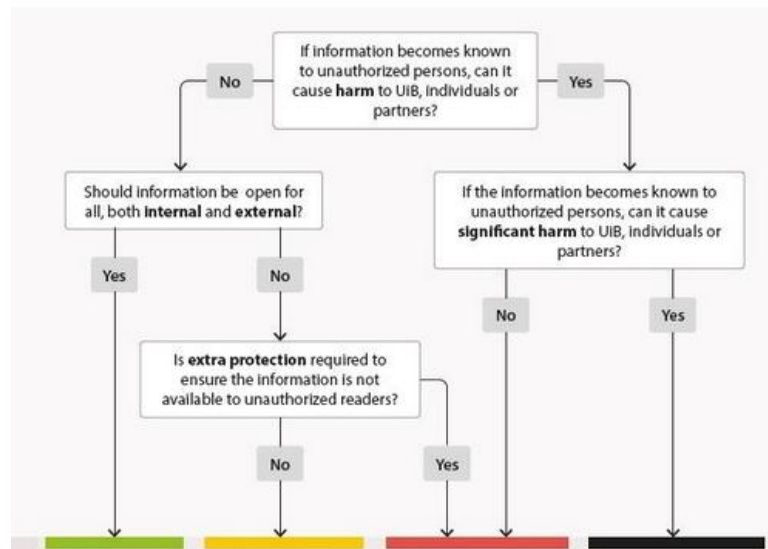 If information becomes known
to unauthorized persons, can it
cause harm to UiB, individuals or
partners?
No
Yes
Should information be open for
all, both internal and external?
If the information becomes known to
unauthorized persons, can it cause
significant harm to UiB, individuals or
partners?
Yes
No
No
Yes
Is extra protection required to
ensure the information is not
available to unauthorized readers?
No
Yes